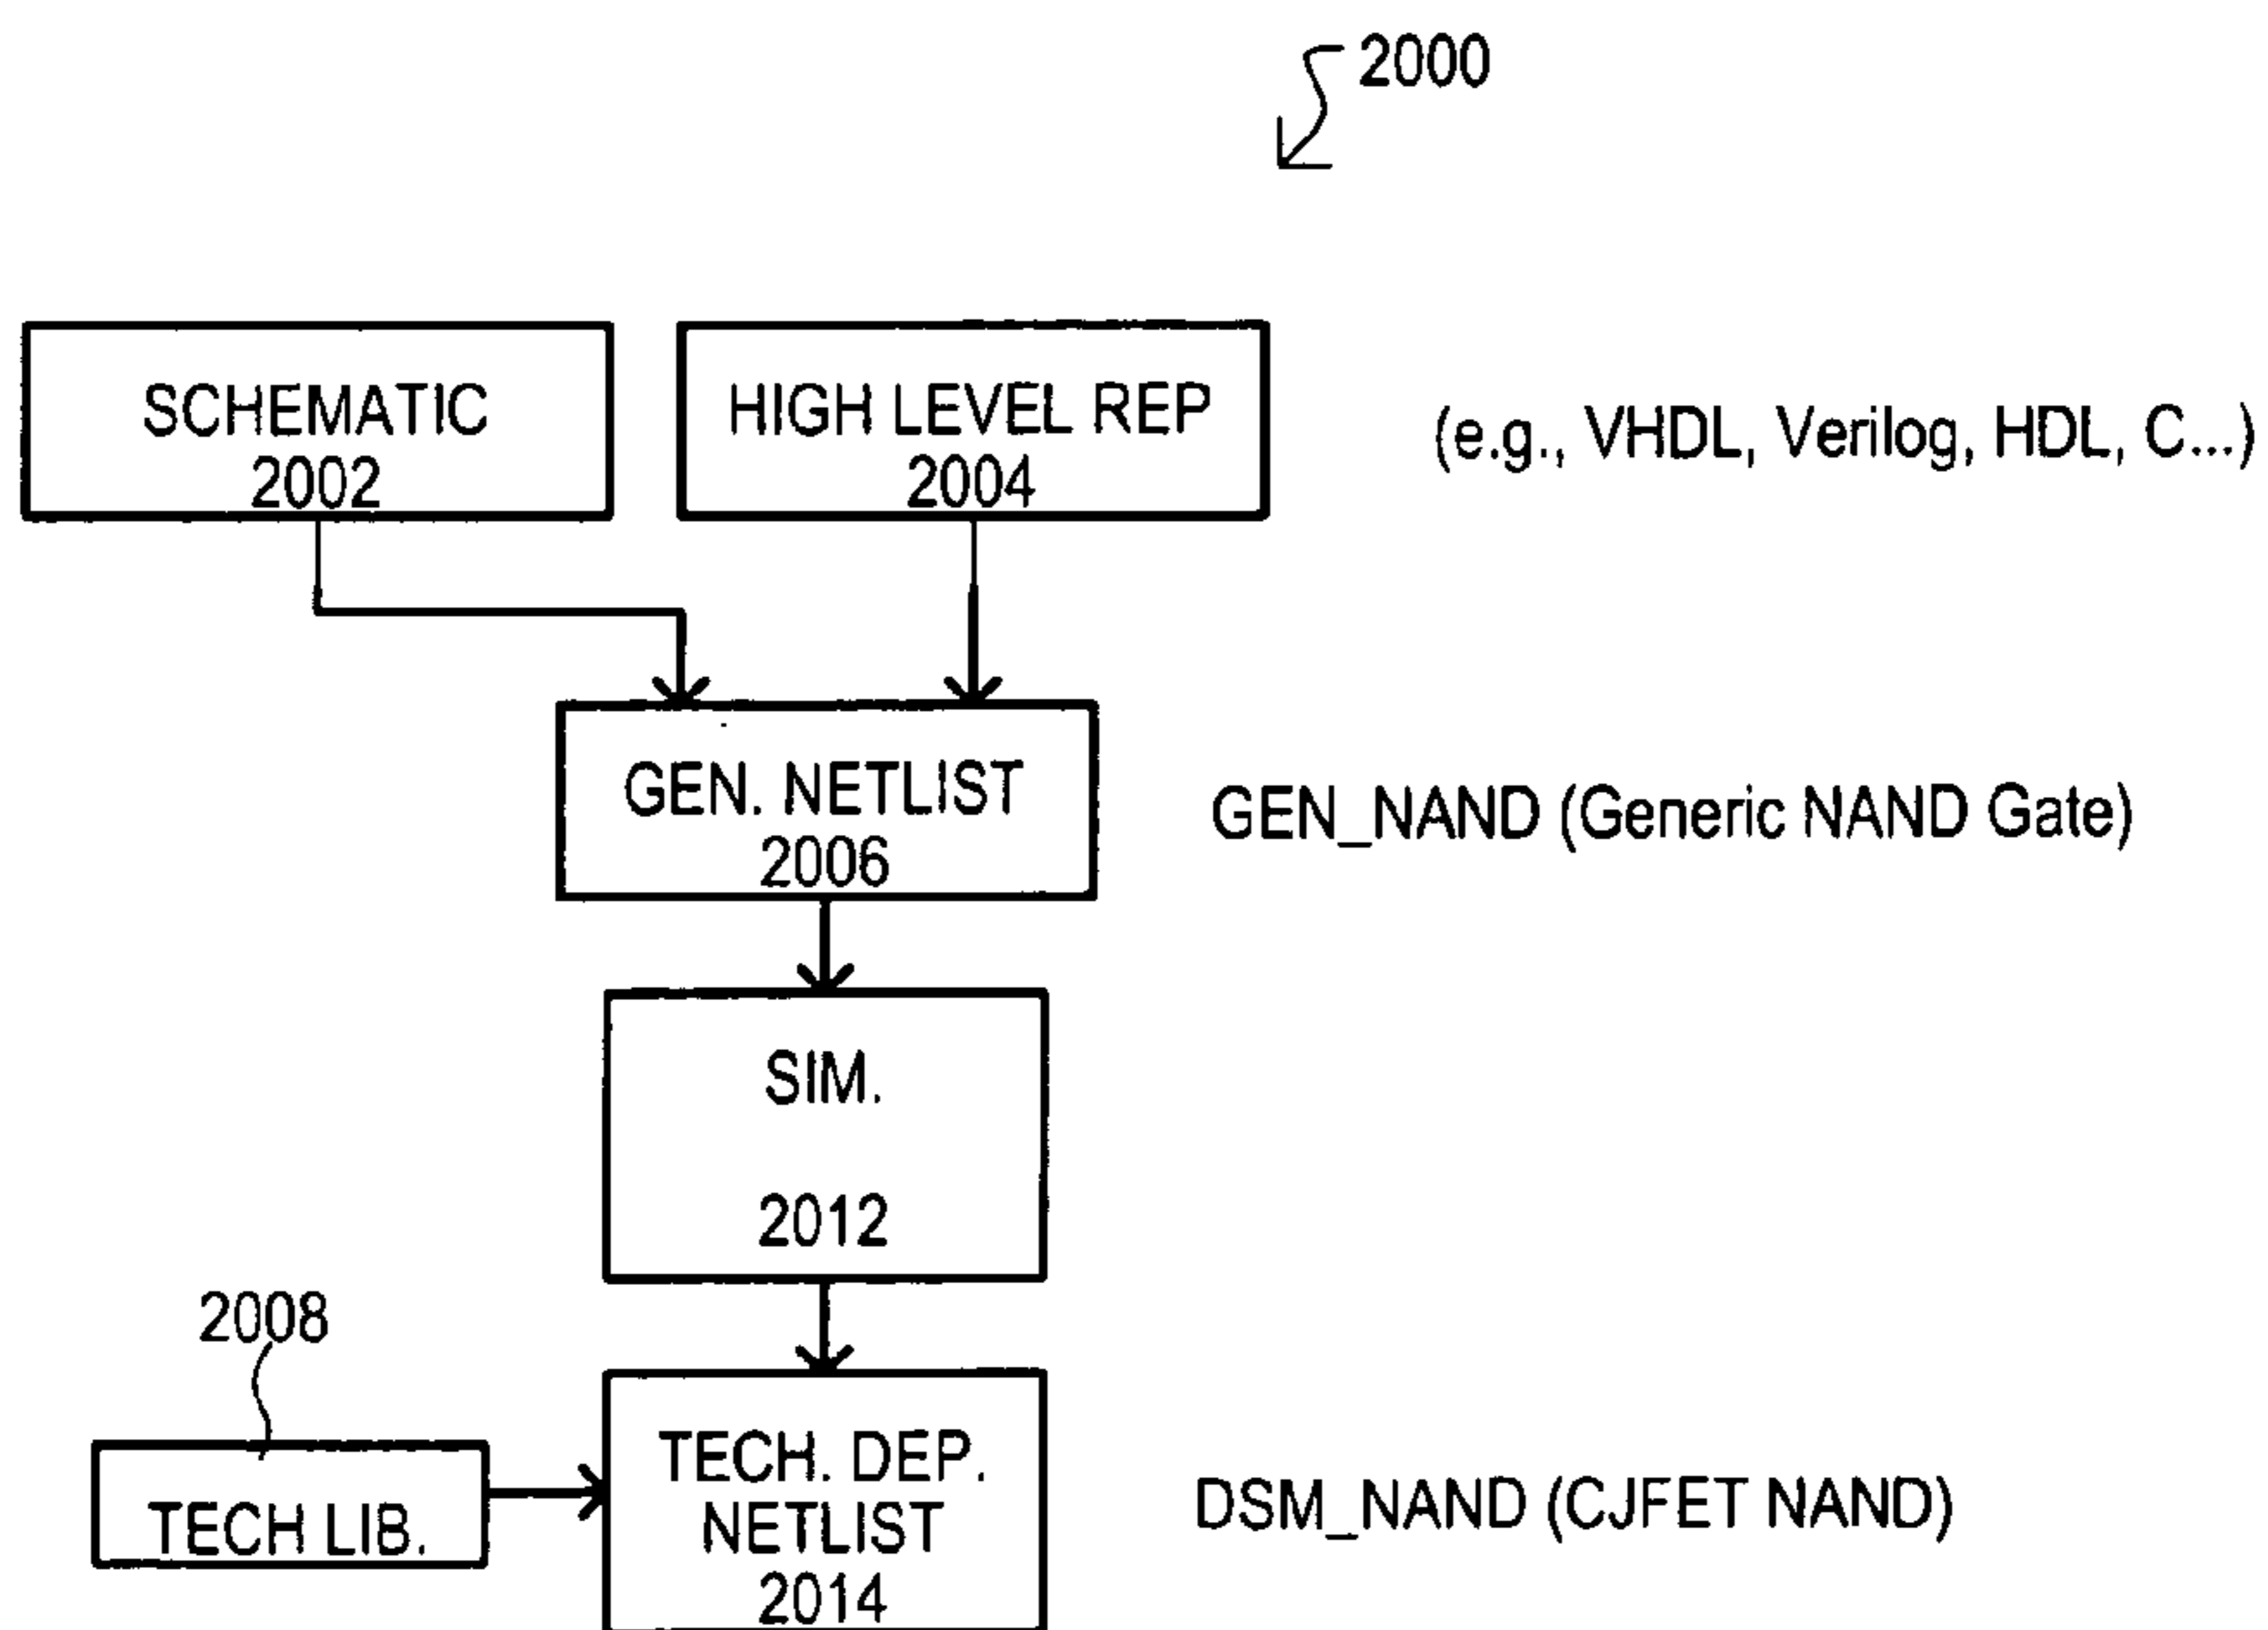 2000
SCHEMATIC
2002
HIGH LEVEL REP
2004
(e.g., VHDL, Verilog, HDL, C...)
GEN. NETLIST
2006
GEN_NAND (Generic NAND Gate)
SIM.
2012
2008
TECH LIB.
TECH. DEP.
NETLIST
2014
DSM_NAND (CJFET NAND)